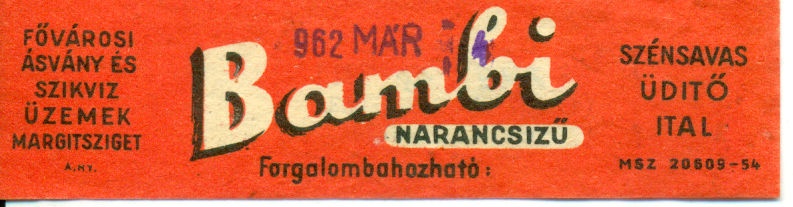 FŐVÁROSI
ÁSVÁNY ÉS
SZIKVIZ
ÜZEMEK
MARGITSZIGET
Á.NY.
962 MÁR
Bambi
NARANCSIZŰ
Forgalombahozható:
SZÉNSAVAS
ÜDITŐ
ITAL
MSZ 20609-54